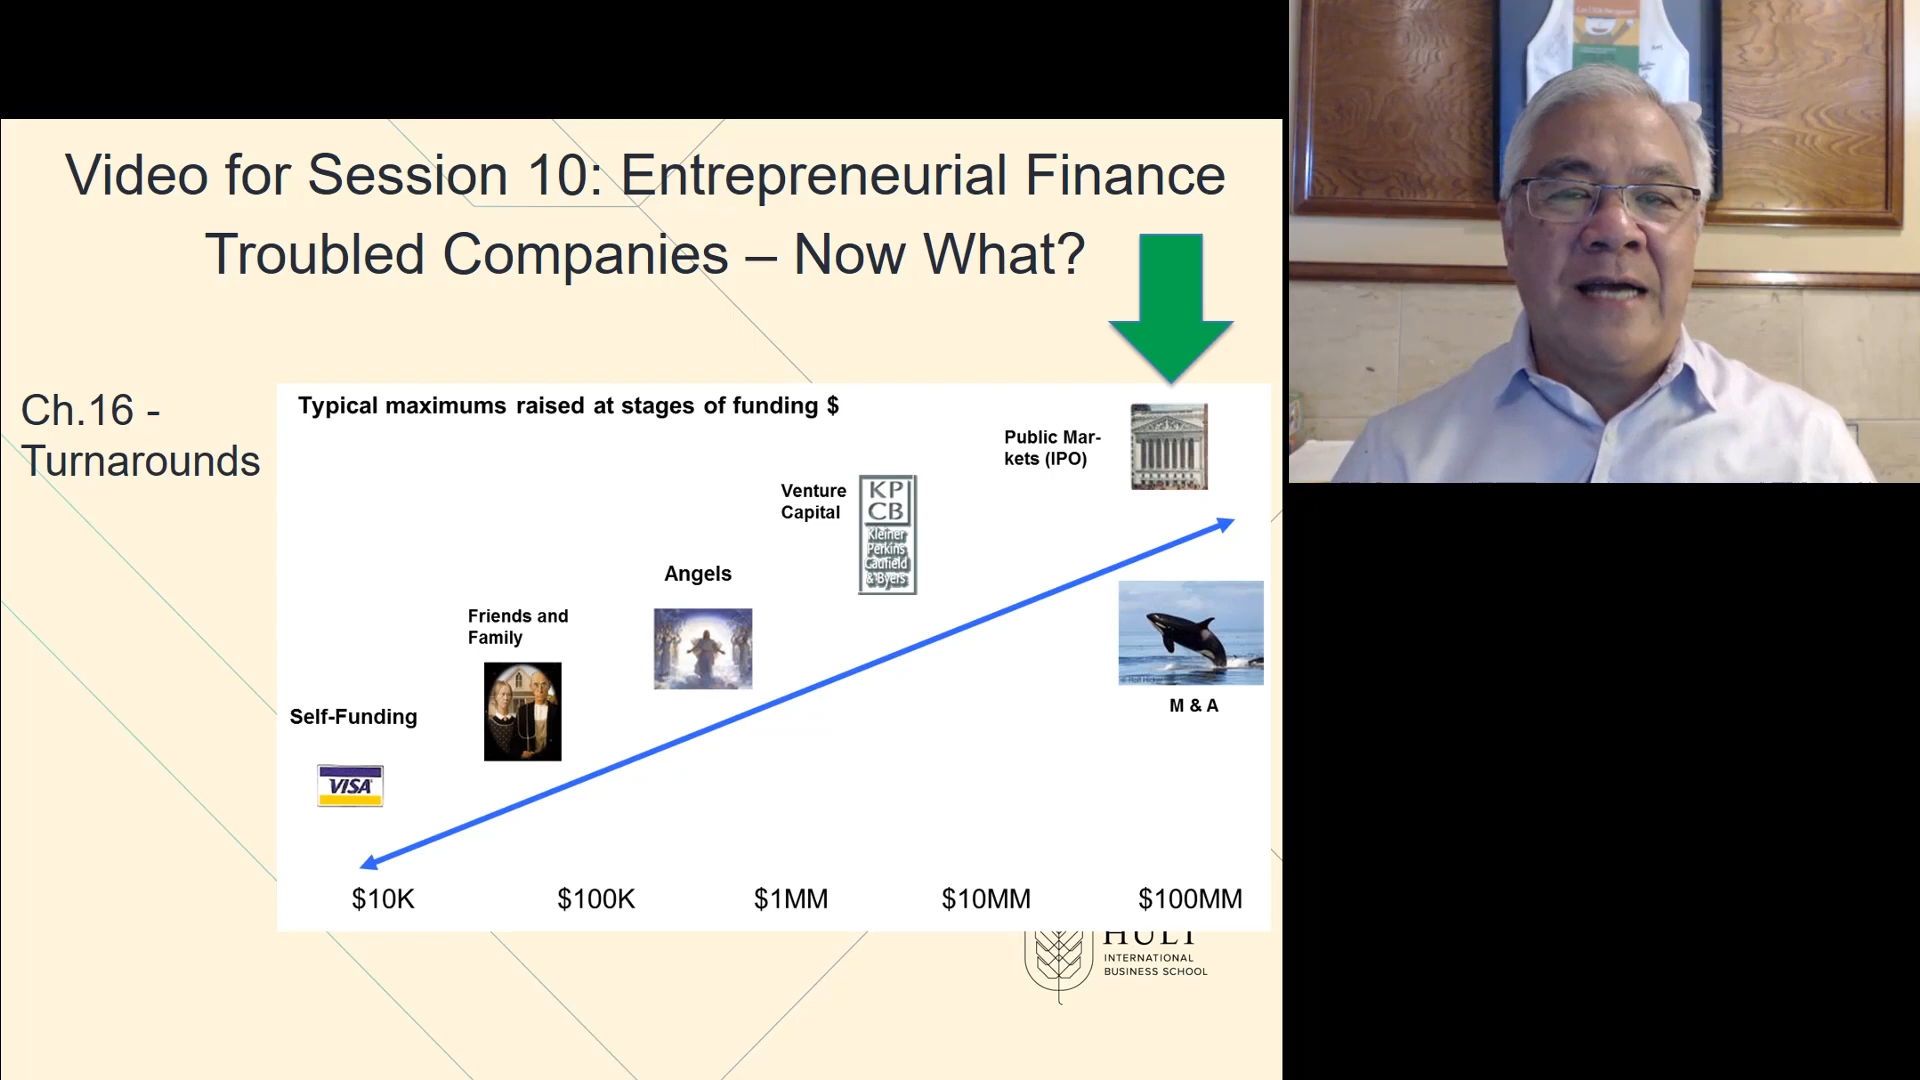 Video for Session 10: Entrepreneurial Finance
Troubled Companies – Now What?
Ch.16 -
Turnarounds
Typical maximums raised at stages of funding $
Public Mar-
kets (IPO)
Venture
Capital
KP
CB
Kleiner
Perkins
Caufield
& Byers
Angels
Friends and
Family
Self-Funding
VISA
M & A
$10K
$100K
$1MM
$10MM
$100MM
HULT
INTERNATIONAL
BUSINESS SCHOOL